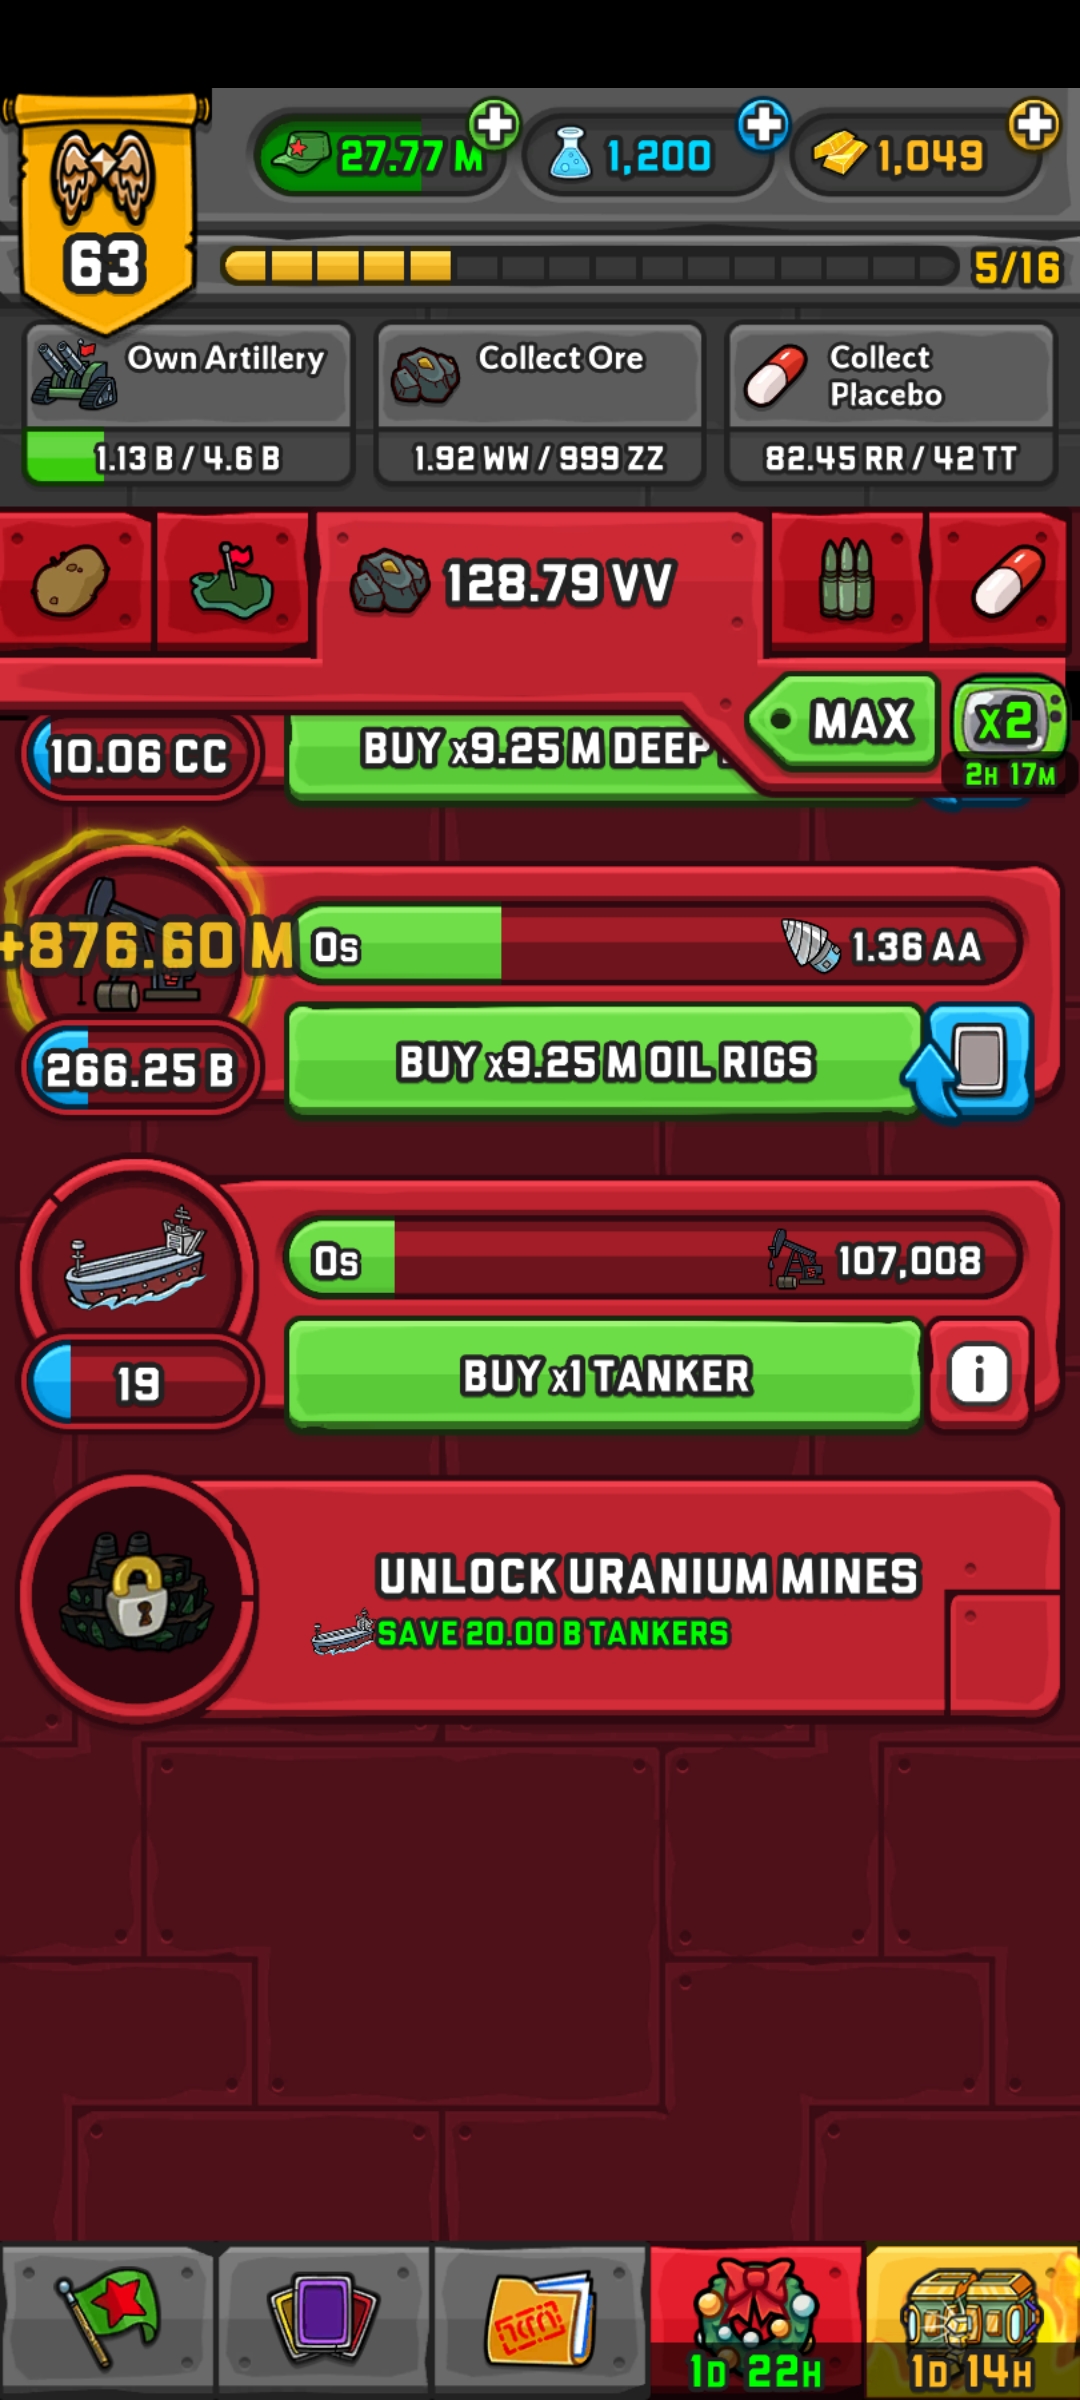 27.77 M
1,200
1,049
63
5/16
Own Artillery
1.13 B / 4.6 B
Collect Ore
1.92 WW / 999 ZZ
Collect
Placebo
82.45 RR / 42 TT
128.79 VV
MAX
x2
2H 17M
10.06 CC
BUY x9.25 M DEEP
+876.60 M
0s
1.36 AA
266.25 B
BUY x9.25 M OIL RIGS
0s
107,008
19
BUY x1 TANKER
i
UNLOCK URANIUM MINES
SAVE 20.00 B TANKERS
1D 22H
1D 14H